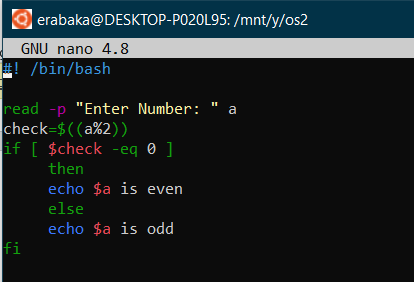 erabaka@DESKTOP-P020L95: /mnt/y/os2
GNU nano 4.8
#! /bin/bash
read -p "Enter Number: " a
check=$((a%2))
if [ $check -eq 0 ]
then
echo $a is even
else
echo $a is odd
fi